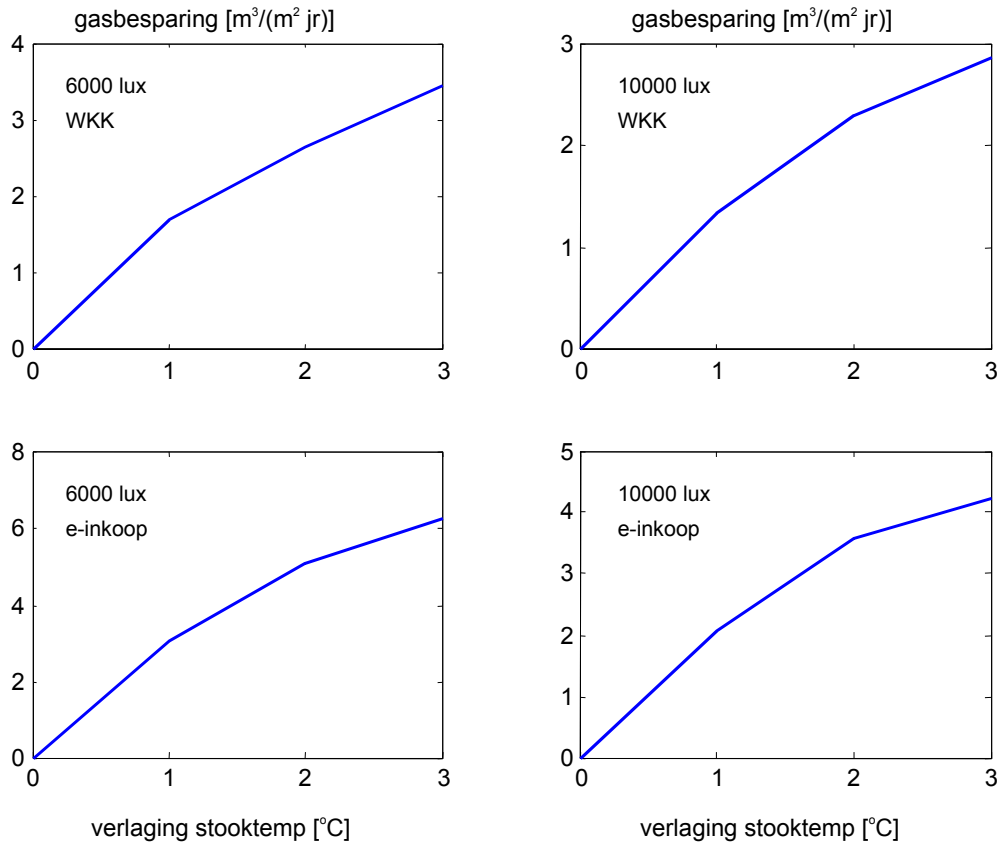 gasbesparing [m³/(m² jr)]
4
3
2
1
0
6000 lux
WKK
0 1 2 3
gasbesparing [m³/(m² jr)]
3
2
1
0
10000 lux
WKK
0 1 2 3
8
6
4
2
0
6000 lux
e-inkoop
0 1 2 3
verlaging stooktemp [°C]
5
4
3
2
1
0
10000 lux
e-inkoop
0 1 2 3
verlaging stooktemp [°C]